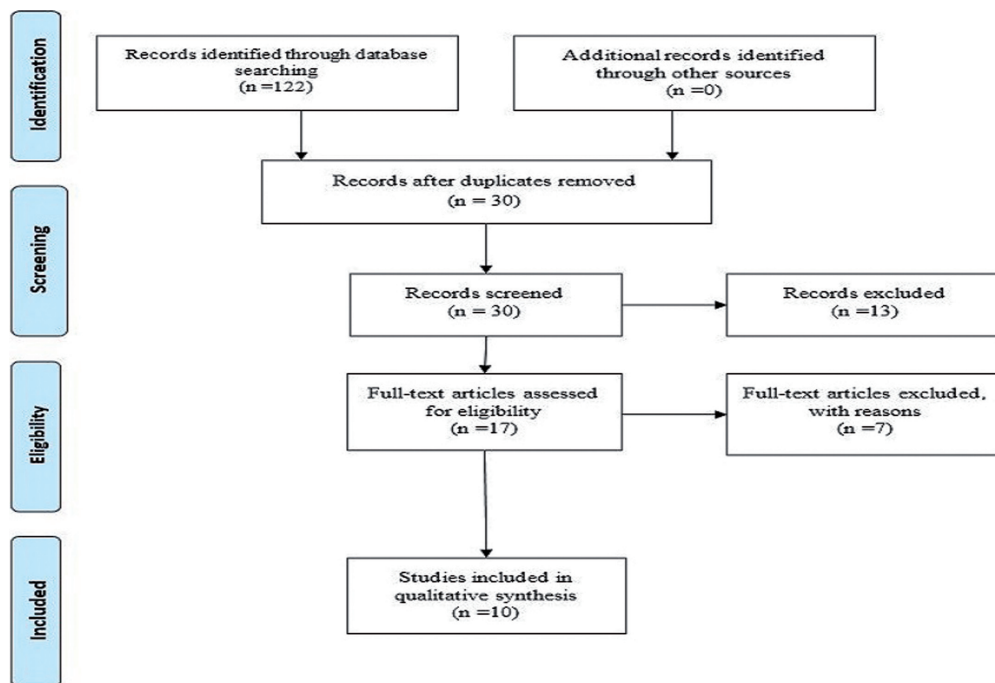 Identification
Records identified through database
searching
(n =122)
Additional records identified
through other sources
(n =0)
Records after duplicates removed
(n = 30)
Screening
Records screened
(n = 30)
Records excluded
(n =13)
Eligibility
Full-text articles assessed
for eligibility
(n =17)
Full-text articles excluded,
with reasons
(n =7)
Included
Studies included in
qualitative synthesis
(n =10)